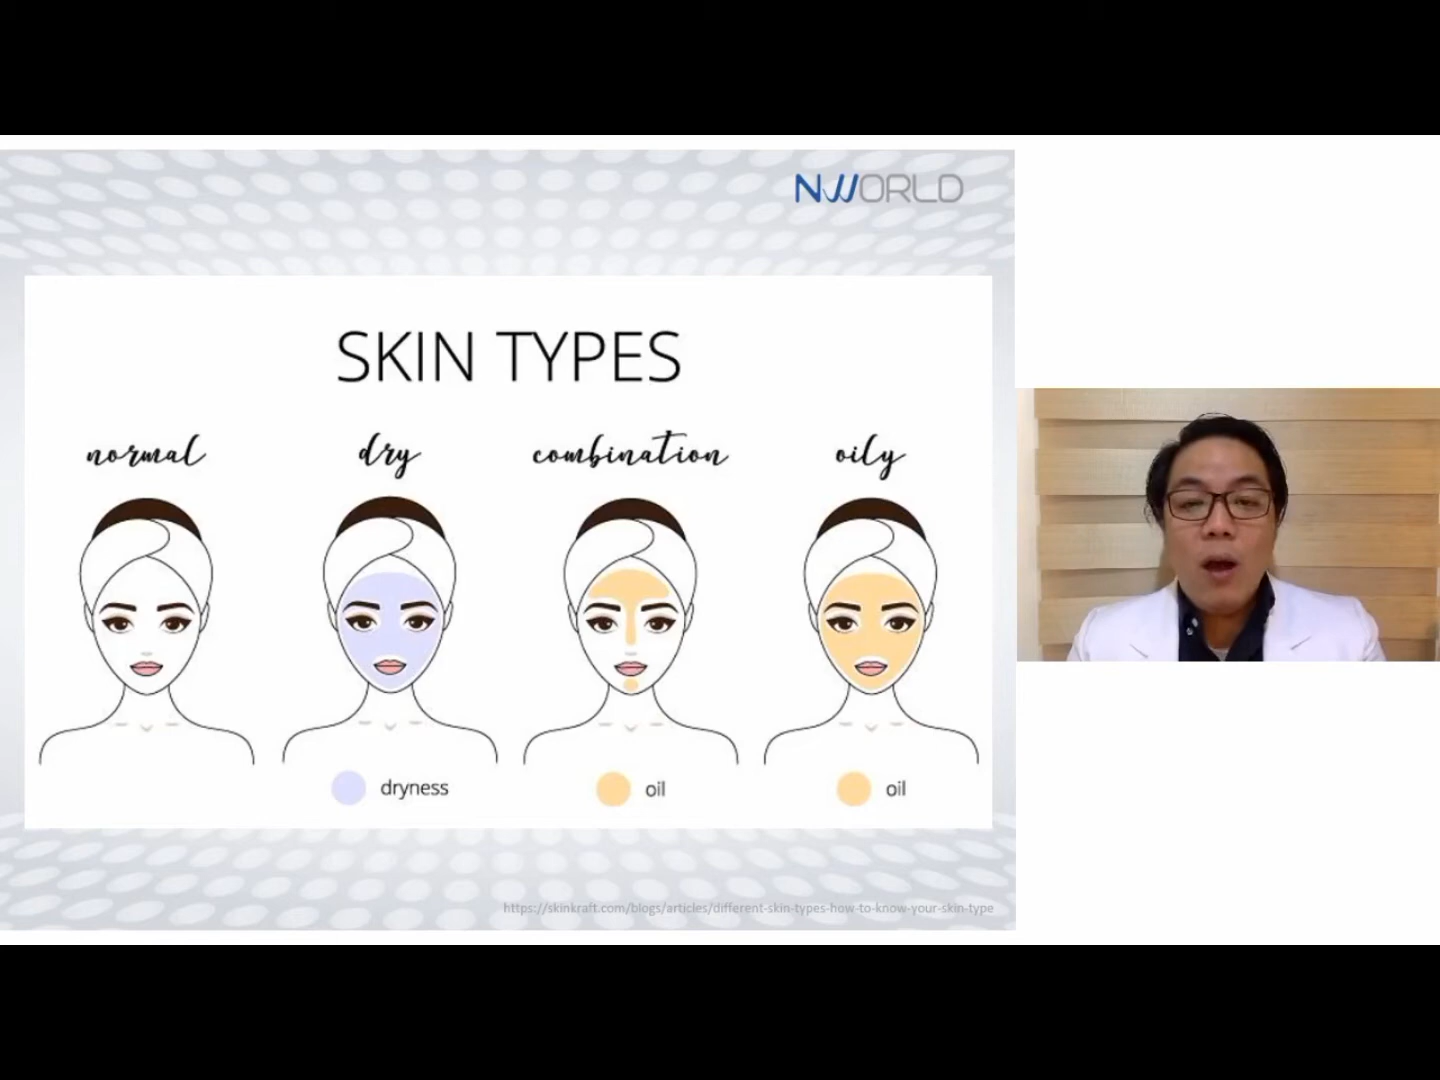 NWORLD
SKIN TYPES
normal dry combination oily
dryness oil oil
https://skinkraft.com/blogs/articles/different-skin-types-how-to-know-your-skin-type